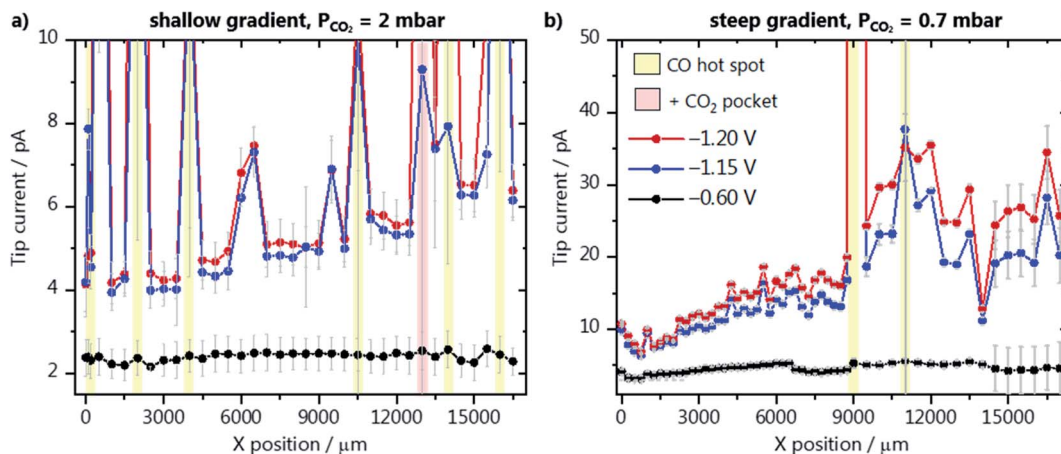 a) shallow gradient, P_CO₂ = 2 mbar
10
8
6
4
2
Tip current / pA
0 3000 6000 9000 12000 15000
X position / μm
b) steep gradient, P_CO₂ = 0.7 mbar
50
40
30
20
10
Tip current / pA
CO hot spot
+ CO₂ pocket
−1.20 V
−1.15 V
−0.60 V
0 3000 6000 9000 12000 15000
X position / μm